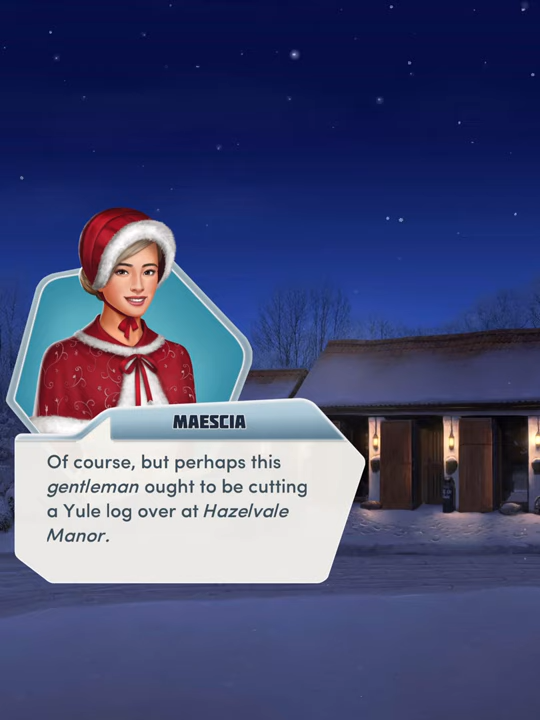 MAESCIA
Of course, but perhaps this
gentleman ought to be cutting
a Yule log over at Hazelvale
Manor.